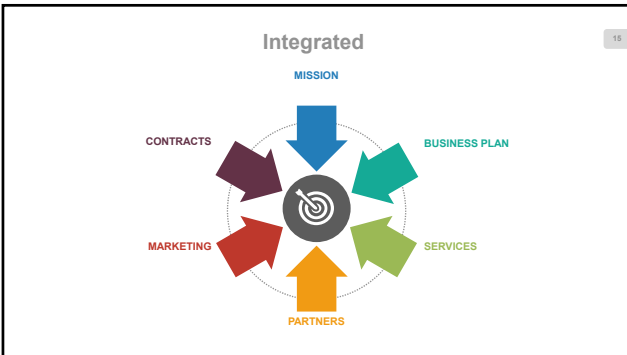 Integrated
15
MISSION
CONTRACTS
BUSINESS PLAN
MARKETING
SERVICES
PARTNERS